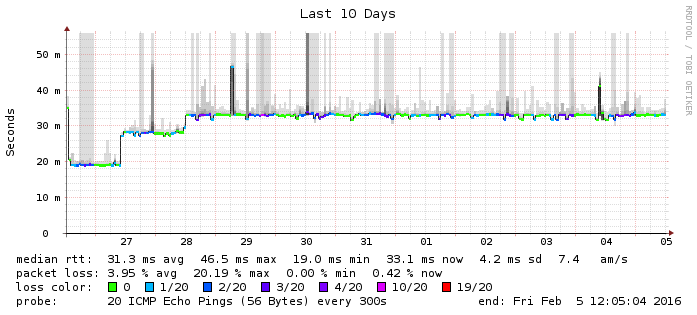 Last 10 Days
RRDTOOL / TOBI OETIKER
Seconds
50 m
40 m
30 m
20 m
10 m
0
27 28 29 30 31 01 02 03 04 05
median rtt: 31.3 ms avg 46.5 ms max 19.0 ms min 33.1 ms now 4.2 ms sd 7.4 am/s
packet loss: 3.95 % avg 20.19 % max 0.00 % min 0.42 % now
loss color: 0 1/20 2/20 3/20 4/20 10/20 19/20
probe: 20 ICMP Echo Pings (56 Bytes) every 300s end: Fri Feb 5 12:05:04 2016